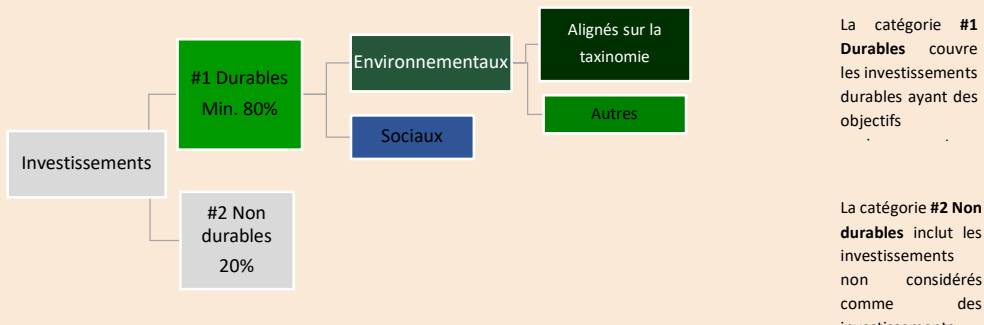 Investissements
#1 Durables
Min. 80%
#2 Non
durables
20%
Environnementaux
Sociaux
Alignés sur la
taxinomie
Autres
La catégorie #1
Durables couvre
les investissements
durables ayant des
objectifs
La catégorie #2 Non
durables inclut les
investissements
non considérés
comme des